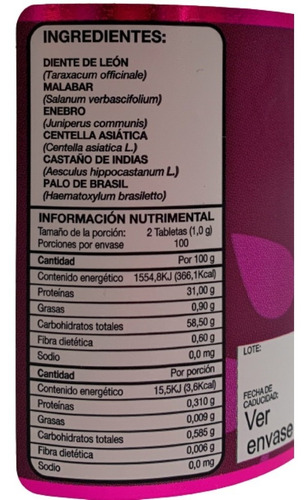 INGREDIENTES:
DIENTE DE LEÓN
(Taraxacum officinale)
MALABAR
(Salanum verbascifolium)
ENEBRO
(Juniperus communis)
CENTELLA ASIÁTICA
(Centella asiatica L.)
CASTAÑO DE INDIAS
(Aesculus hippocastanum L.)
PALO DE BRASIL
(Haematoxylum brasiletto)
INFORMACIÓN NUTRIMENTAL
Tamaño de la porción: 2 Tabletas (1,0 g)
Porciones por envase 100
Cantidad Por 100 g
Contenido energético 1554,8KJ (366,1Kcal)
Proteínas 31,00 g
Grasas 0,90 g
Carbohidratos totales 58,50 g
Fibra dietética 0,60 g
Sodio 0,0 mg
Cantidad Por porción
Contenido energético 15,5KJ (3,6Kcal)
Proteínas 0,310 g
Grasas 0,009 g
Carbohidratos totales 0,585 g
Fibra dietética 0,006 g
Sodio 0,0 mg
LOTE:
FECHA DE
CADUCIDAD:
Ver
envase